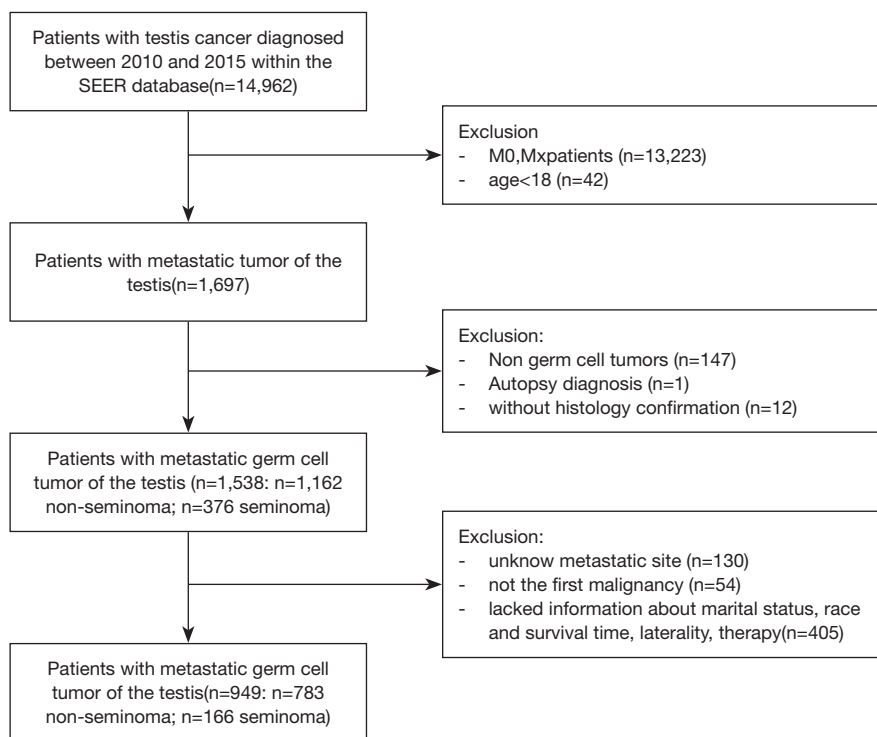 Patients with testis cancer diagnosed
between 2010 and 2015 within the
SEER database(n=14,962)
Exclusion
- M0,Mxpatients (n=13,223)
- age<18 (n=42)
Patients with metastatic tumor of the
testis(n=1,697)
Exclusion:
- Non germ cell tumors (n=147)
- Autopsy diagnosis (n=1)
- without histology confirmation (n=12)
Patients with metastatic germ cell
tumor of the testis (n=1,538: n=1,162
non-seminoma; n=376 seminoma)
Exclusion:
- unknow metastatic site (n=130)
- not the first malignancy (n=54)
- lacked information about marital status, race
and survival time, laterality, therapy(n=405)
Patients with metastatic germ cell
tumor of the testis(n=949: n=783
non-seminoma; n=166 seminoma)